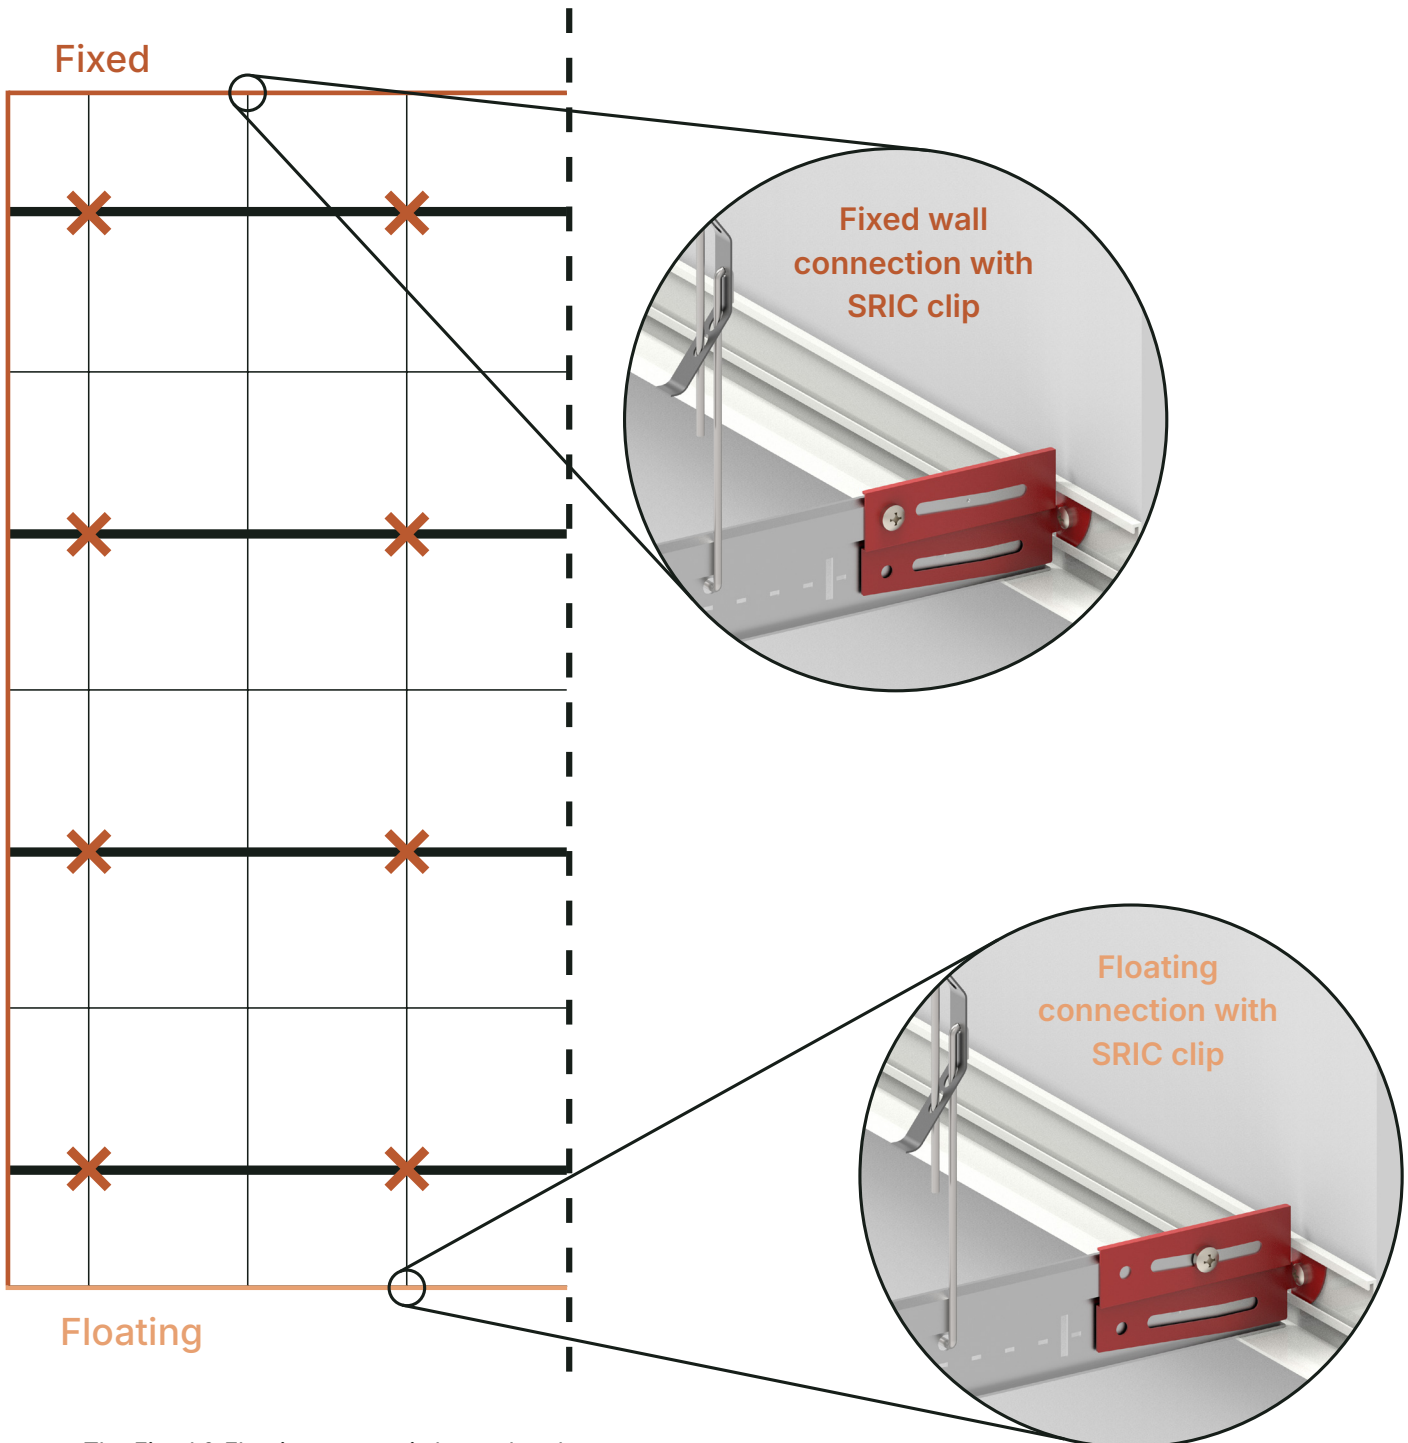 Fixed
Fixed wall
connection with
SRIC clip
Floating
connection with
SRIC clip
Floating